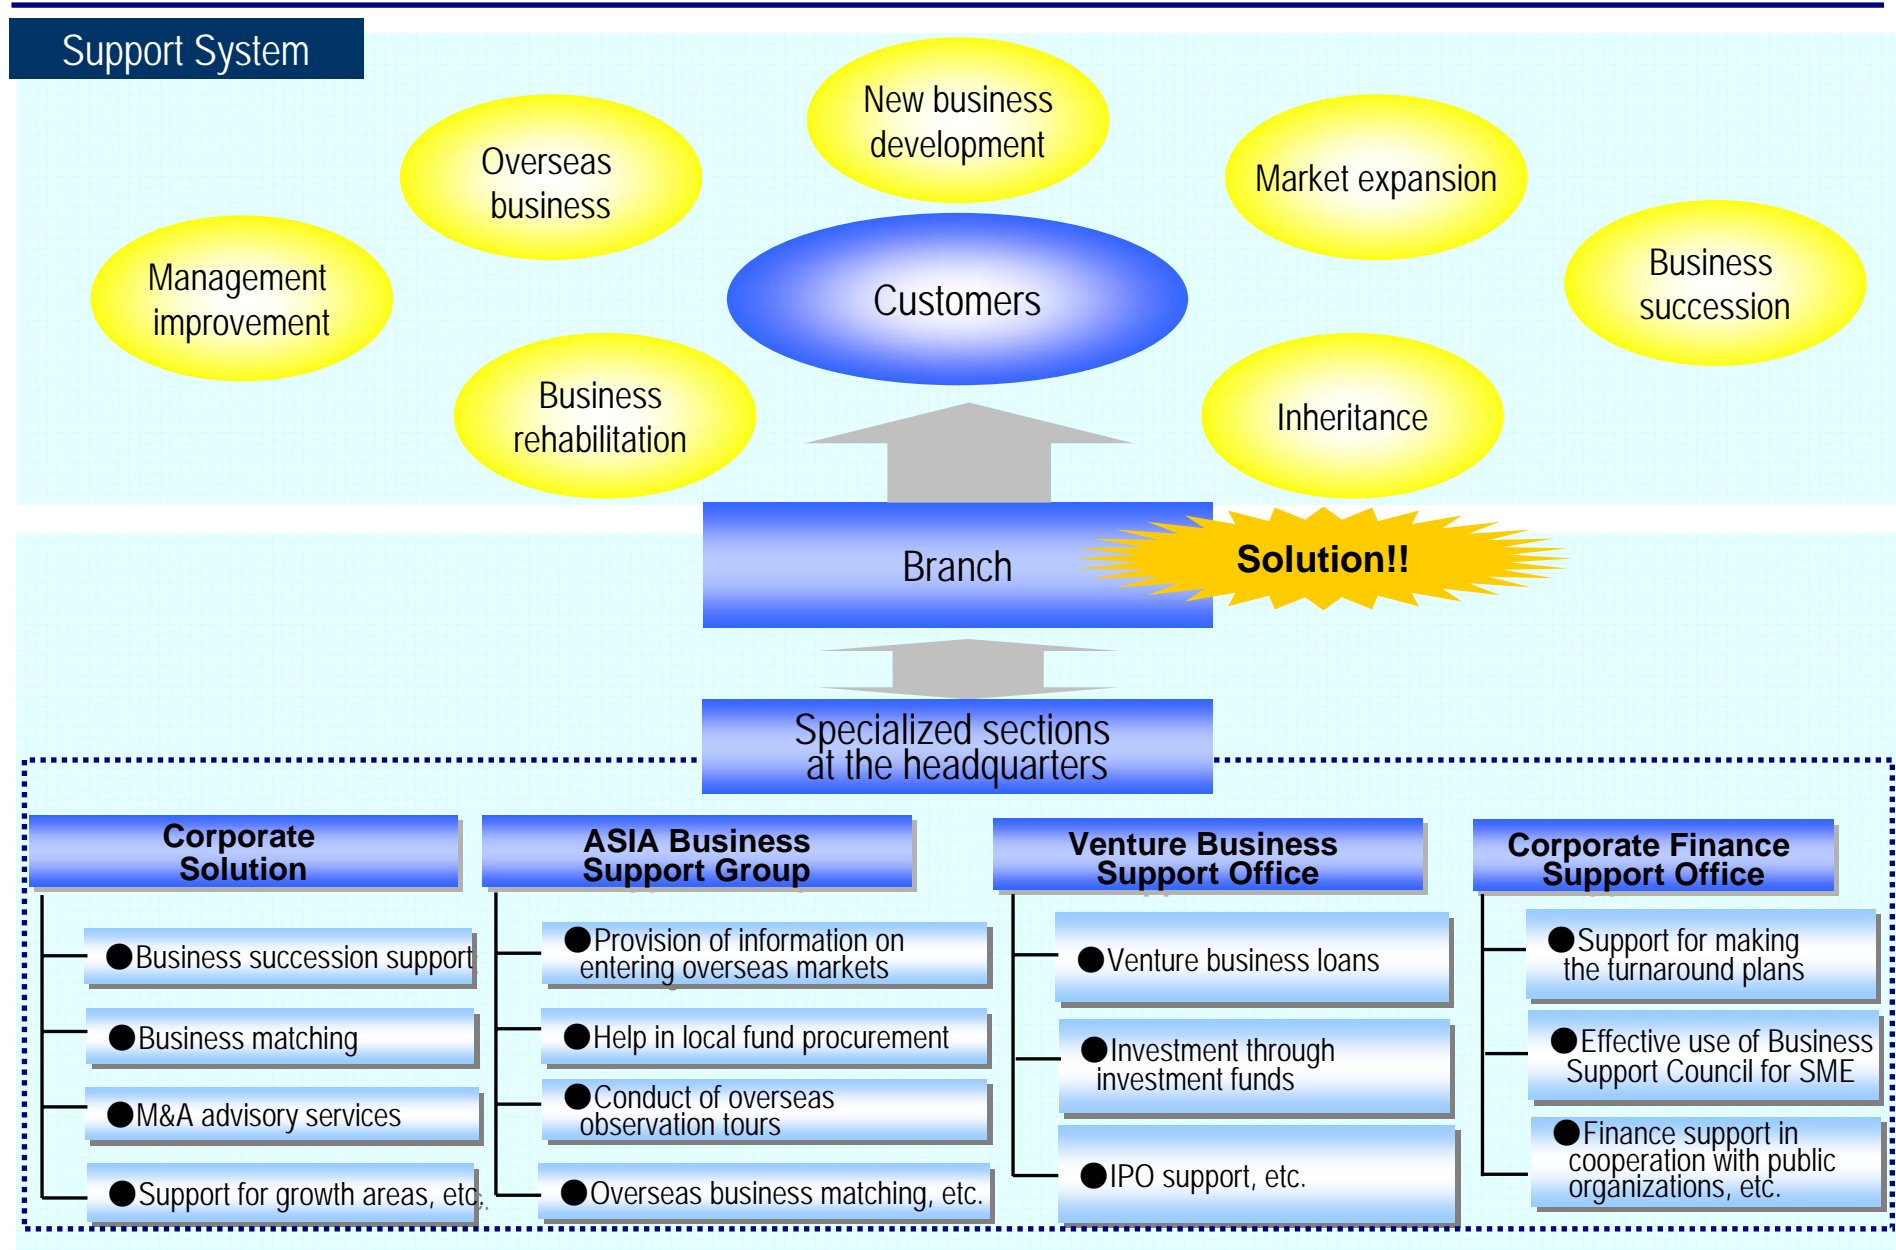 Support System
New business
development
Overseas
business
Market expansion
Management
improvement
Customers
Business
succession
Business
rehabilitation
Inheritance
Branch
Solution!!
Specialized sections
at the headquarters
Corporate
Solution
●Business succession support
●Business matching
●M&A advisory services
●Support for growth areas, etc.
ASIA Business
Support Group
●Provision of information on
entering overseas markets
●Help in local fund procurement
●Conduct of overseas
observation tours
●Overseas business matching, etc.
Venture Business
Support Office
●Venture business loans
●Investment through
investment funds
●IPO support, etc.
Corporate Finance
Support Office
●Support for making
the turnaround plans
●Effective use of Business
Support Council for SME
●Finance support in
cooperation with public
organizations, etc.